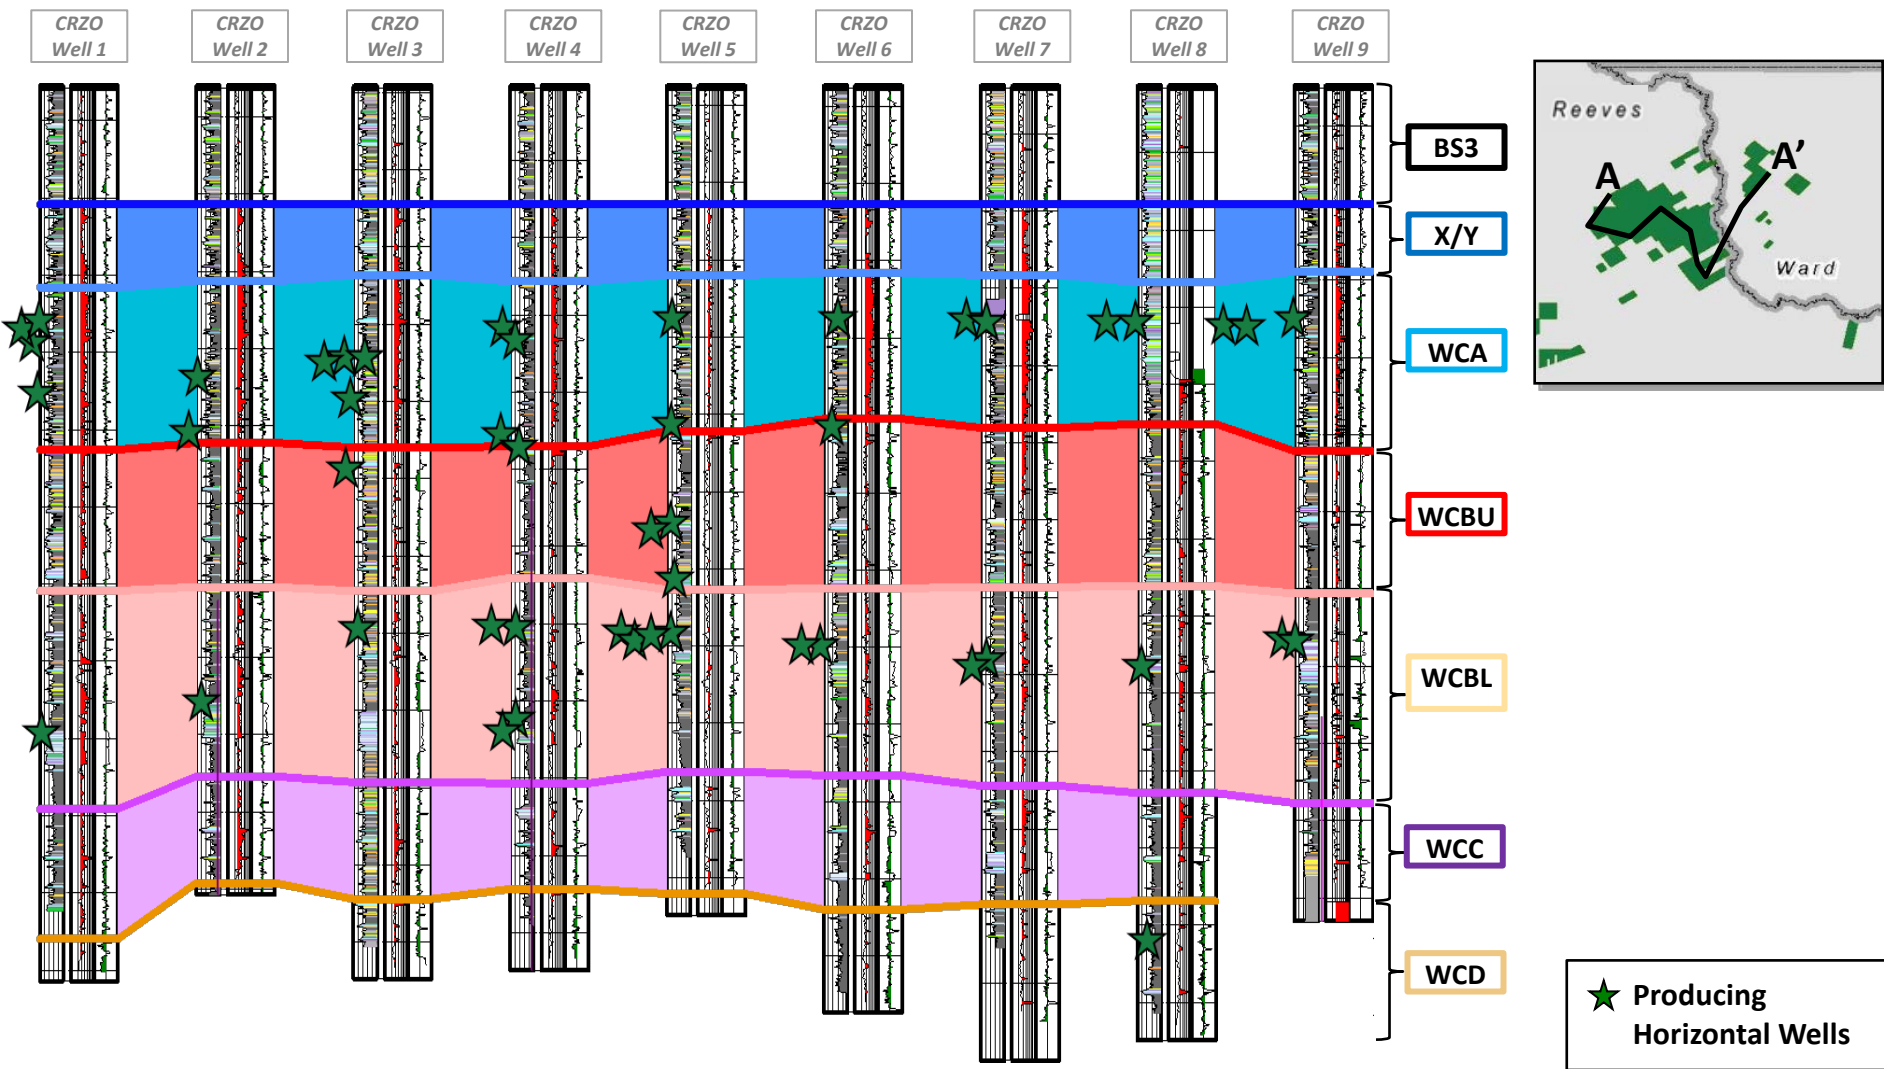 CRZO
Well 1
CRZO
Well 2
CRZO
Well 3
CRZO
Well 4
CRZO
Well 5
CRZO
Well 6
CRZO
Well 7
CRZO
Well 8
CRZO
Well 9
BS3
X/Y
WCA
WCBU
WCBL
WCC
WCD
Reeves
A
A'
Ward
Producing
Horizontal Wells